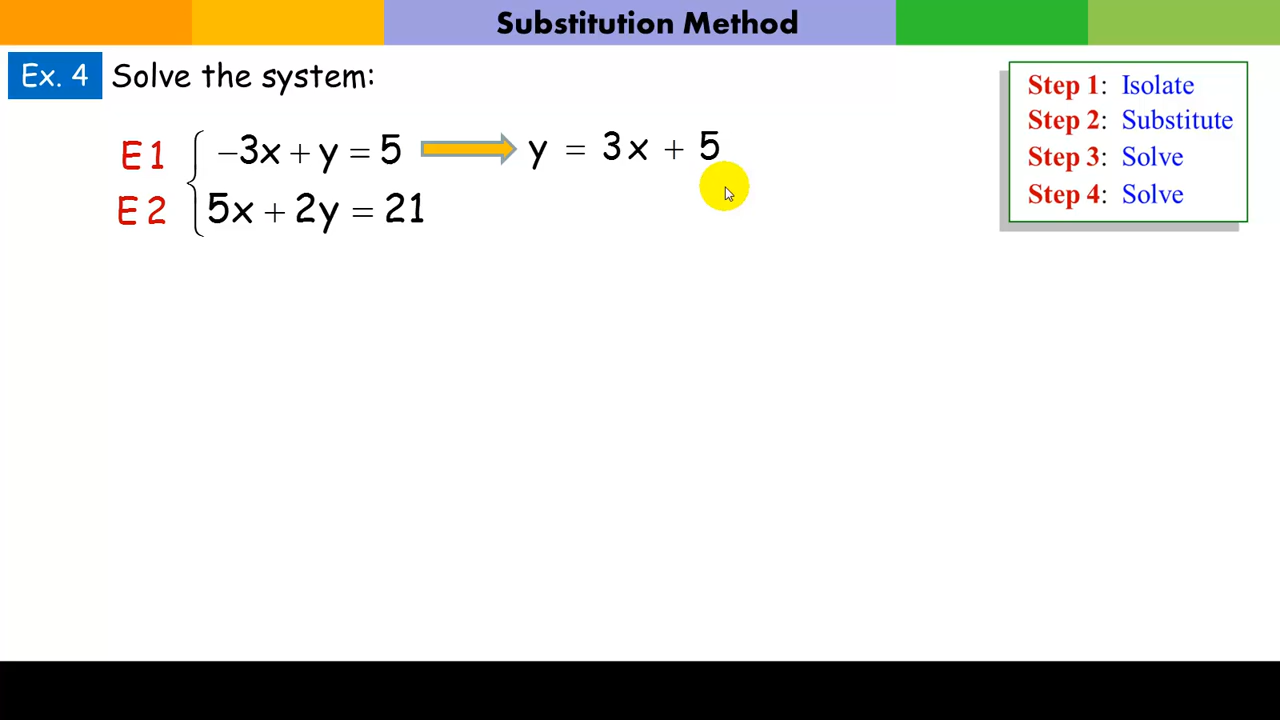 Substitution Method
Ex. 4 Solve the system:
E1 −3x + y = 5 y = 3x + 5
E2 5x + 2y = 21
Step 1: Isolate
Step 2: Substitute
Step 3: Solve
Step 4: Solve